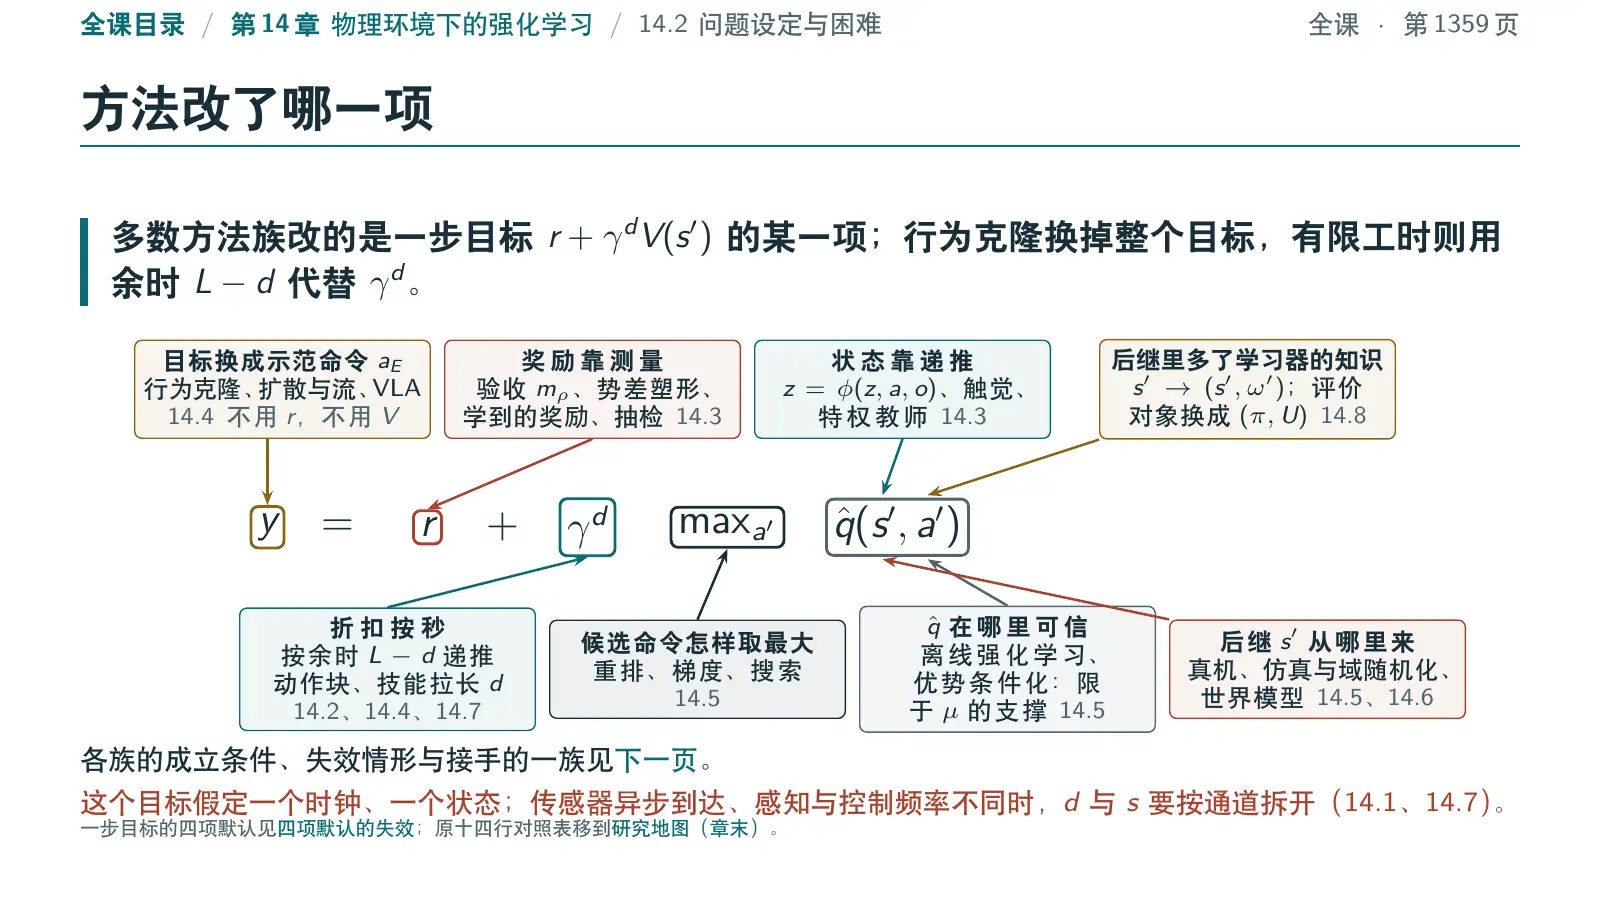 全课目录 / 第 14 章 物理环境下的强化学习 / 14.2 问题设定与困难
全课 · 第 1359 页
方法改了哪一项
多数方法族改的是一步目标 r + γ^d V(s′) 的某一项；行为克隆换掉整个目标，有限工时则用
余时 L − d 代替 γ^d。
目标换成示范命令 a_E
行为克隆、扩散与流、VLA
14.4 不用 r，不用 V
奖励靠测量
验收 m_ρ、势差塑形、
学到的奖励、抽检 14.3
状态靠递推
z = ϕ(z, a, o)、触觉、
特权教师 14.3
后继里多了学习器的知识
s′ → (s′, ω′)；评价
对象换成 (π, U) 14.8
y = r + γ^d max_{a′} q̂(s′, a′)
折扣按秒
按余时 L − d 递推
动作块、技能拉长 d
14.2、14.4、14.7
候选命令怎样取最大
重排、梯度、搜索
14.5
q̂ 在哪里可信
离线强化学习、
优势条件化：限
于 μ 的支撑 14.5
后继 s′ 从哪里来
真机、仿真与域随机化、
世界模型 14.5、14.6
各族的成立条件、失效情形与接手的一族见下一页。
这个目标假定一个时钟、一个状态；传感器异步到达、感知与控制频率不同时，d 与 s 要按通道拆开（14.1、14.7）。
一步目标的四项默认见四项默认的失效；原十四行对照表移到研究地图（章末）。